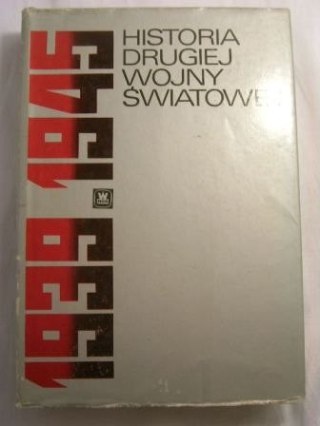 HISTORIA
DRUGIEJ
WOJNY
ŚWIATOWEJ
1939 1945
W